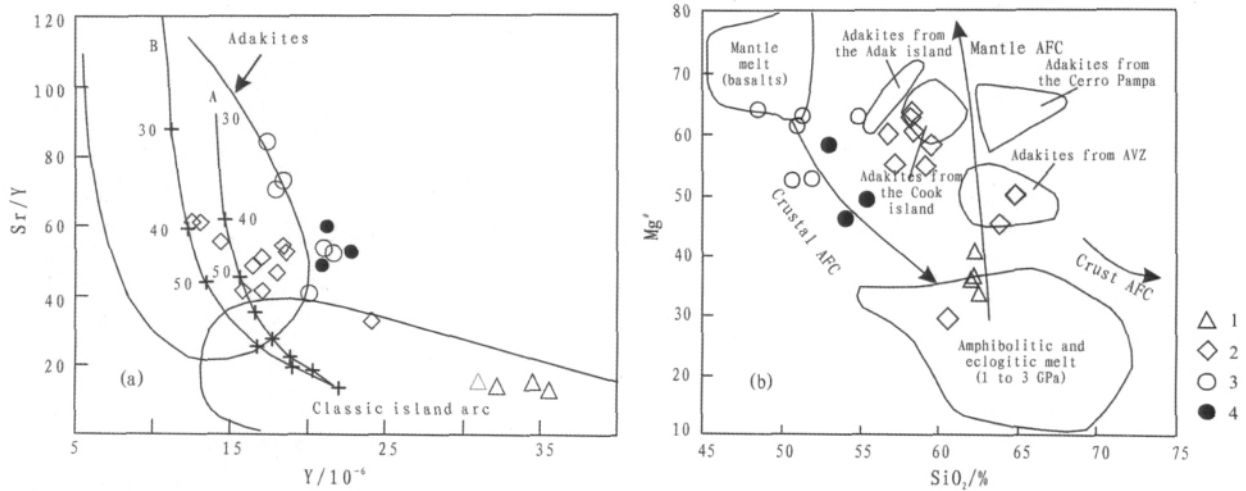 120
100
80
60
40
20
Sr/Y
B
A
30
30
40
40
50
50
Adakites
(a)
Classic island arc
5
15
25
35
Y/10⁻⁶
80
70
60
50
40
30
20
10
Mg#
Mantle
melt
(basalts)
Adakites from
the Adak island
Mantle AFC
Adakites from
the Cerro Pampa
Adakites from AVZ
Adakites from
the Cook
island
Crustal AFC
Crust AFC
Amphibolitic and
eclogitic melt
(1 to 3 GPa)
(b)
45
50
55
60
65
70
75
SiO₂/%
1
2
3
4